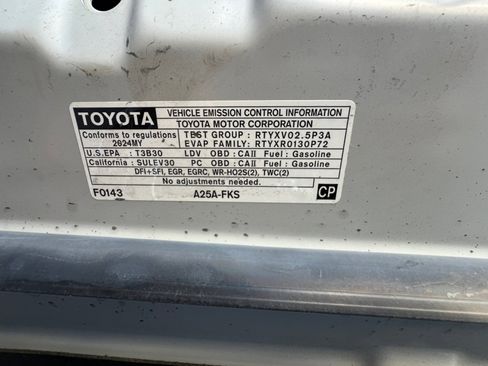 TOYOTA VEHICLE EMISSION CONTROL INFORMATION
TOYOTA MOTOR CORPORATION
Conforms to regulations TEST GROUP : RTYXV02.5P3A
2024MY EVAP FAMILY: RTYXR0130P72
U.S.EPA : T3B30 LDV OBD : CAII Fuel : Gasoline
California : SULEV30 PC OBD : CAII Fuel : Gasoline
DFI+SFI, EGR, EGRC, WR-HO2S(2), TWC(2)
No adjustments needed.
F0143 A25A-FKS CP